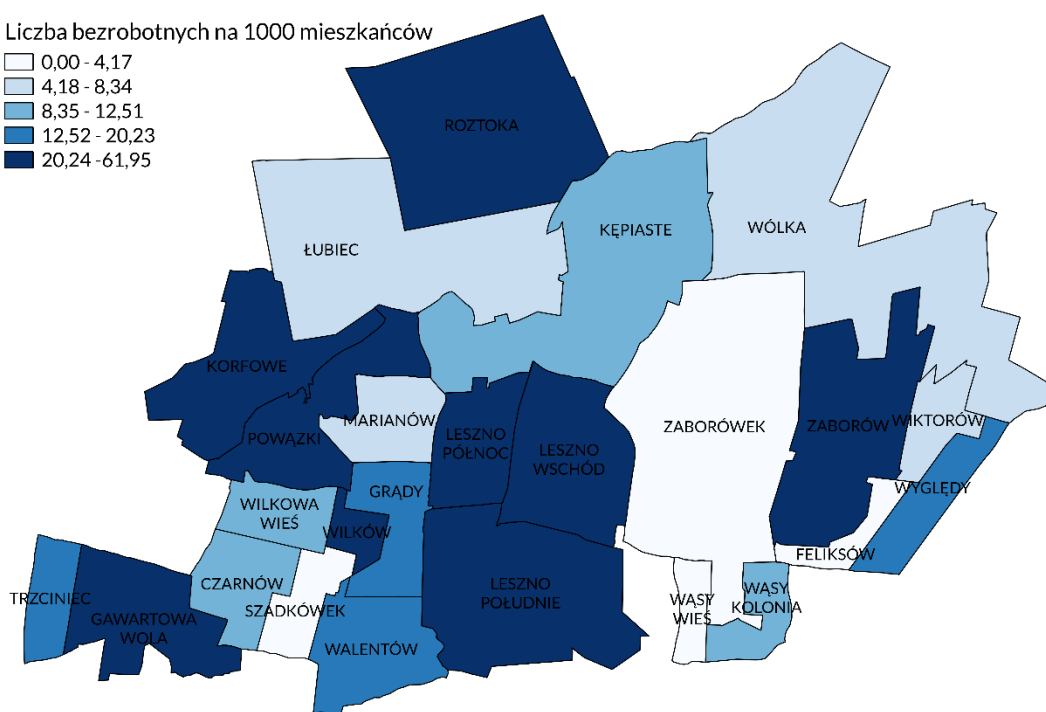 Liczba bezrobotnych na 1000 mieszkańców
0,00 - 4,17
4,18 - 8,34
8,35 - 12,51
12,52 - 20,23
20,24 -61,95
ROZTOKA
KĘPIASTE
WÓLKA
ŁUBIEC
KORFOWE
MARIANÓW
ZABORÓWEK
ZABORÓW
WIKTORÓW
POWĄZKI
LESZNO
PÓŁNOC
LESZNO
WSCHÓD
GRĄDY
WYGLĘDY
WILKOWA
WIEŚ
WILKÓW
FELIKSÓW
CZARNÓW
LESZNO
POŁUDNIE
WĄSY
KOLONIA
TRZCINIEC
SZADKÓWEK
WĄSY
WIEŚ
GAWARTOWA
WOLA
WALENTÓW